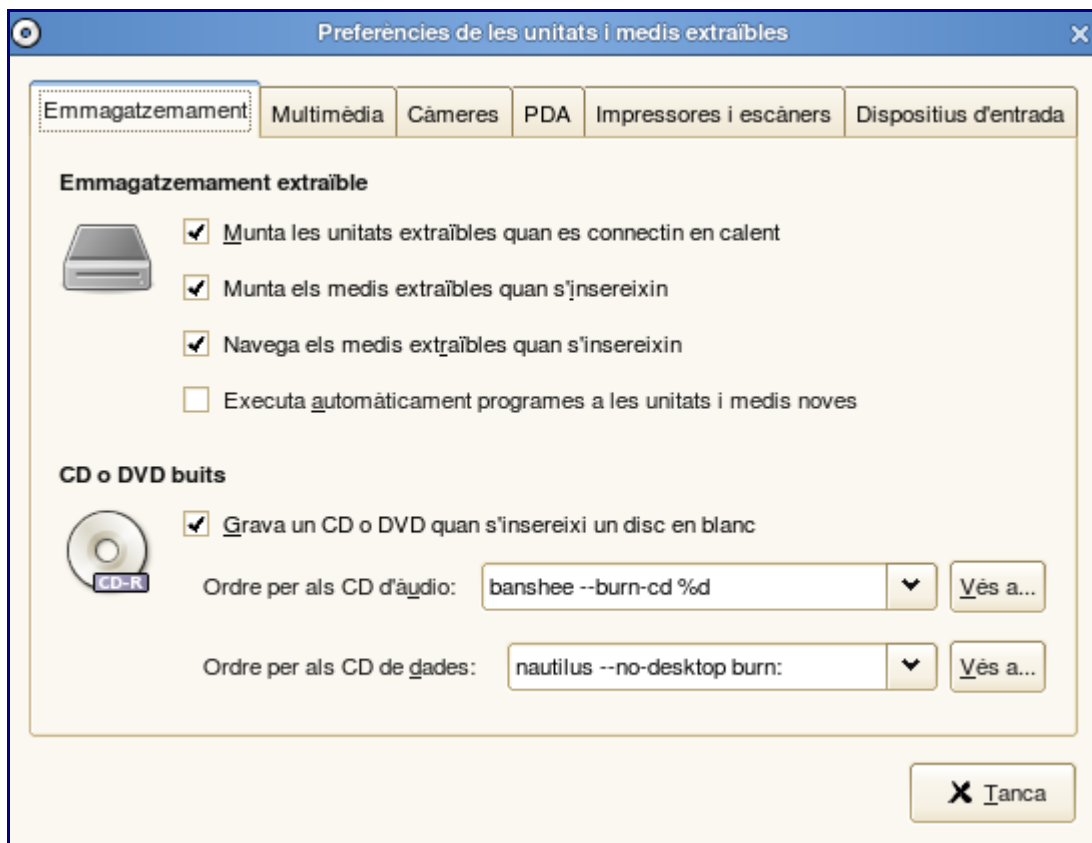 Preferències de les unitats i medis extraïbles
Emmagatzemament
Multimèdia
Càmeres
PDA
Impressores i escàners
Dispositius d'entrada
Emmagatzemament extraïble
Munta les unitats extraïbles quan es connectin en calent
Munta els medis extraïbles quan s'insereixin
Navega els medis extraïbles quan s'insereixin
Executa automàticament programes a les unitats i medis noves
CD o DVD buits
Grava un CD o DVD quan s'insereixi un disc en blanc
CD-R
Ordre per als CD d'àudio:
banshee --burn-cd %d
Vés a...
Ordre per als CD de dades:
nautilus --no-desktop burn:
Vés a...
Tanca